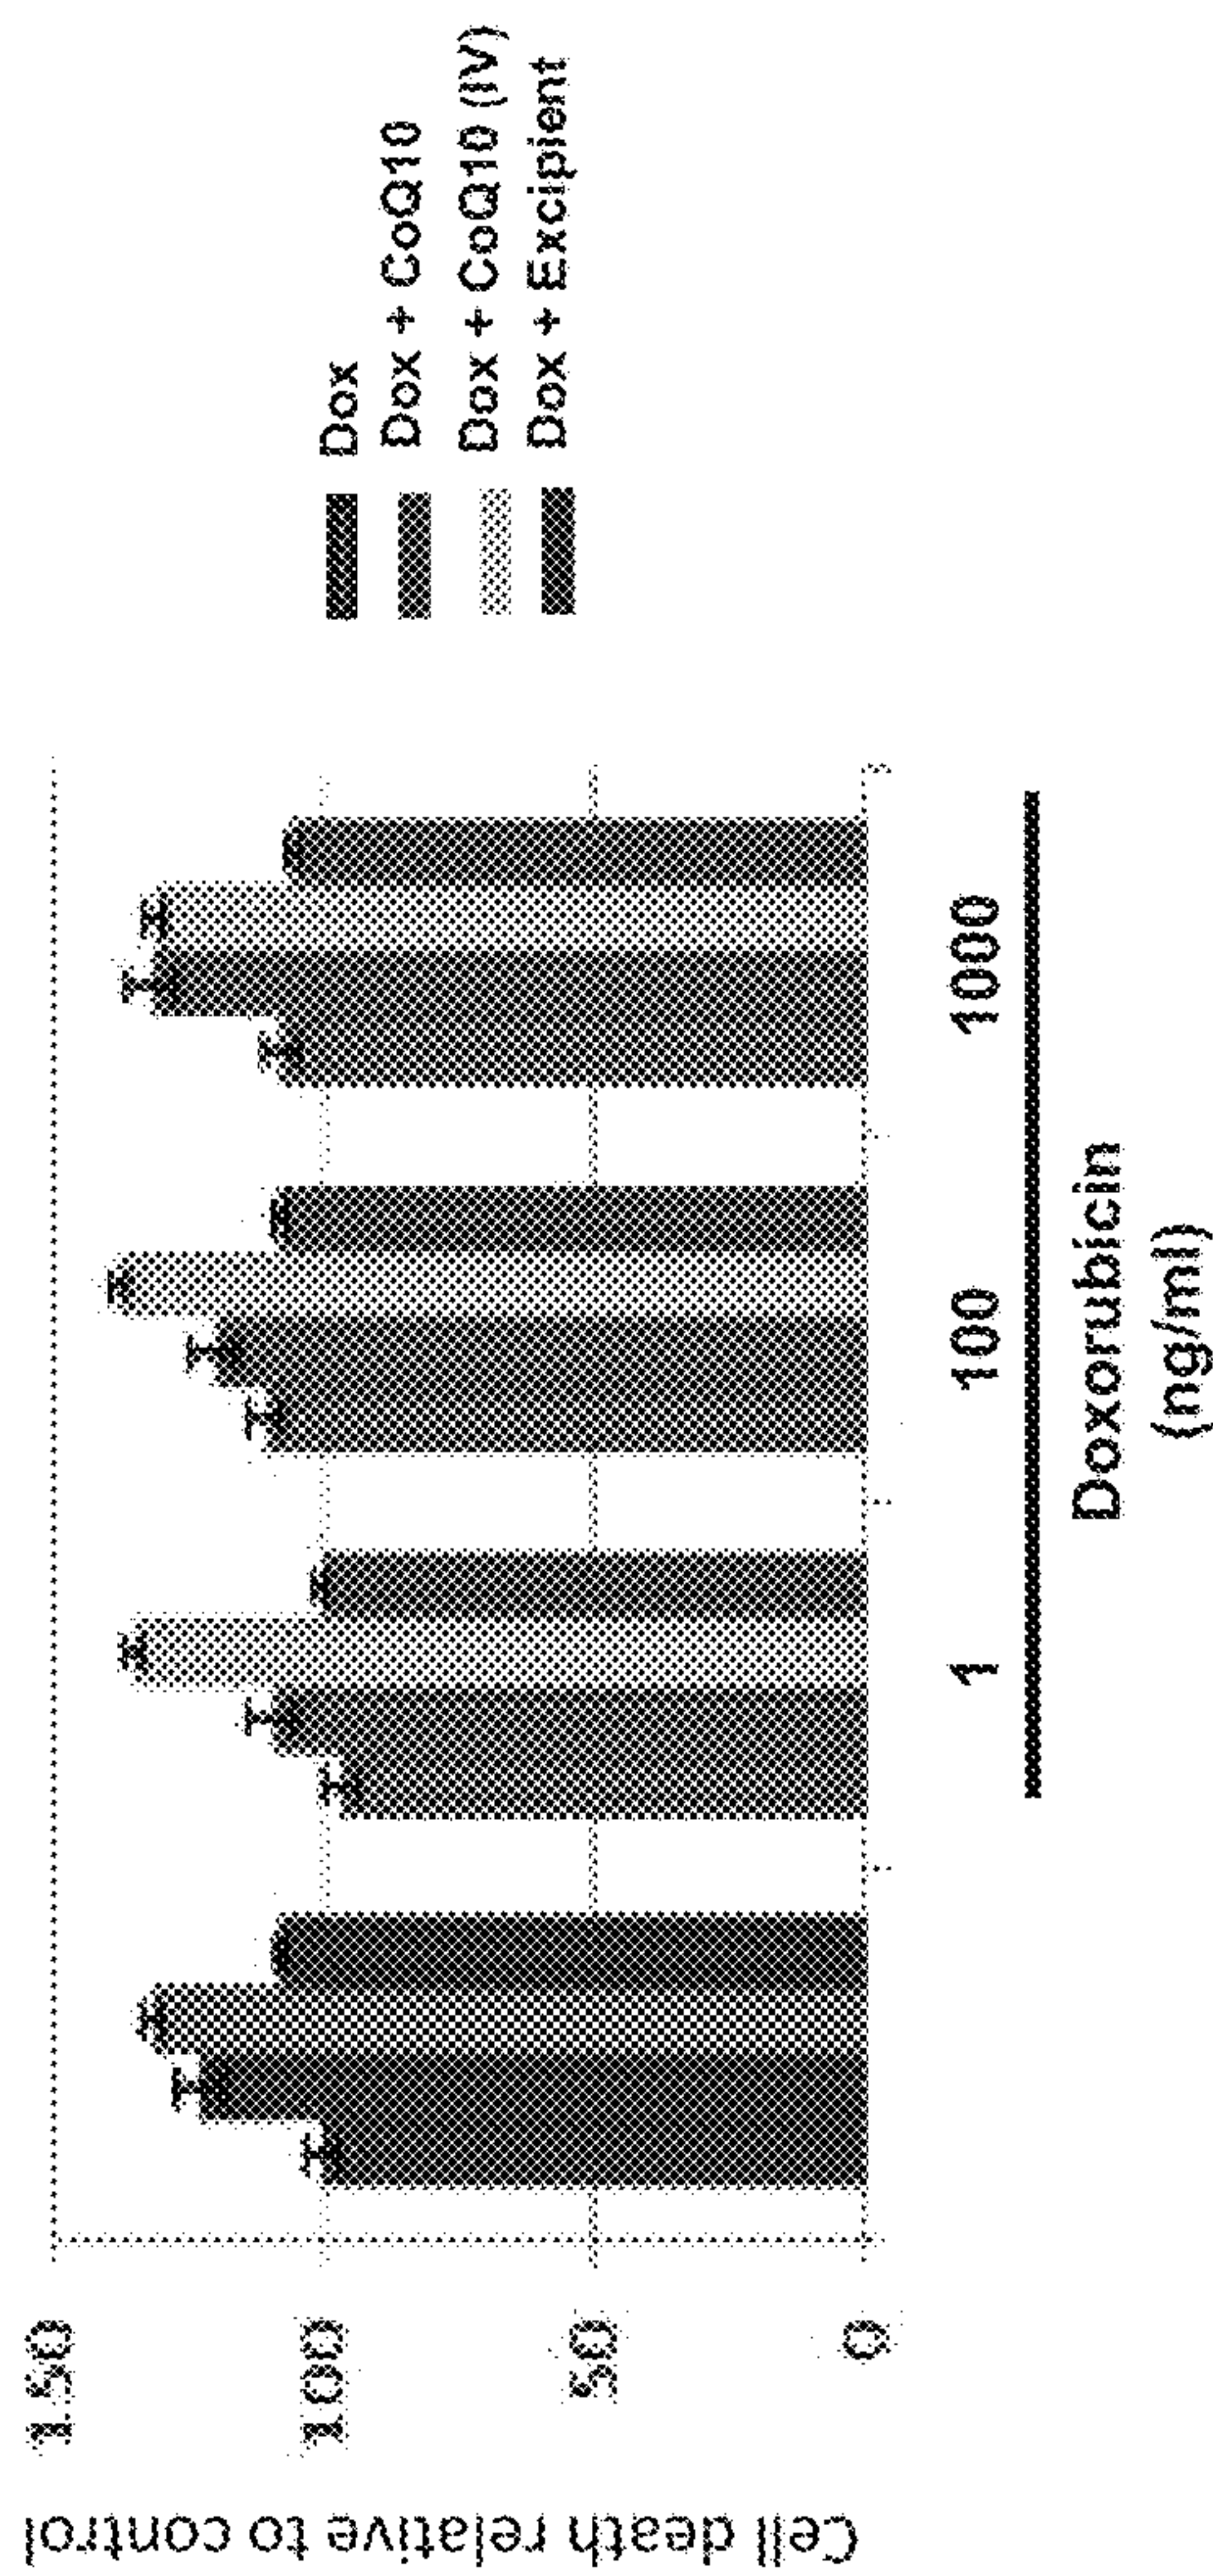 Cell death relative to control
150
100
50
0
1
100
1000
Doxorubicin
(ng/ml)
Dox
Dox + CoQ10
Dox + CoQ10 (IV)
Dox + Excipient